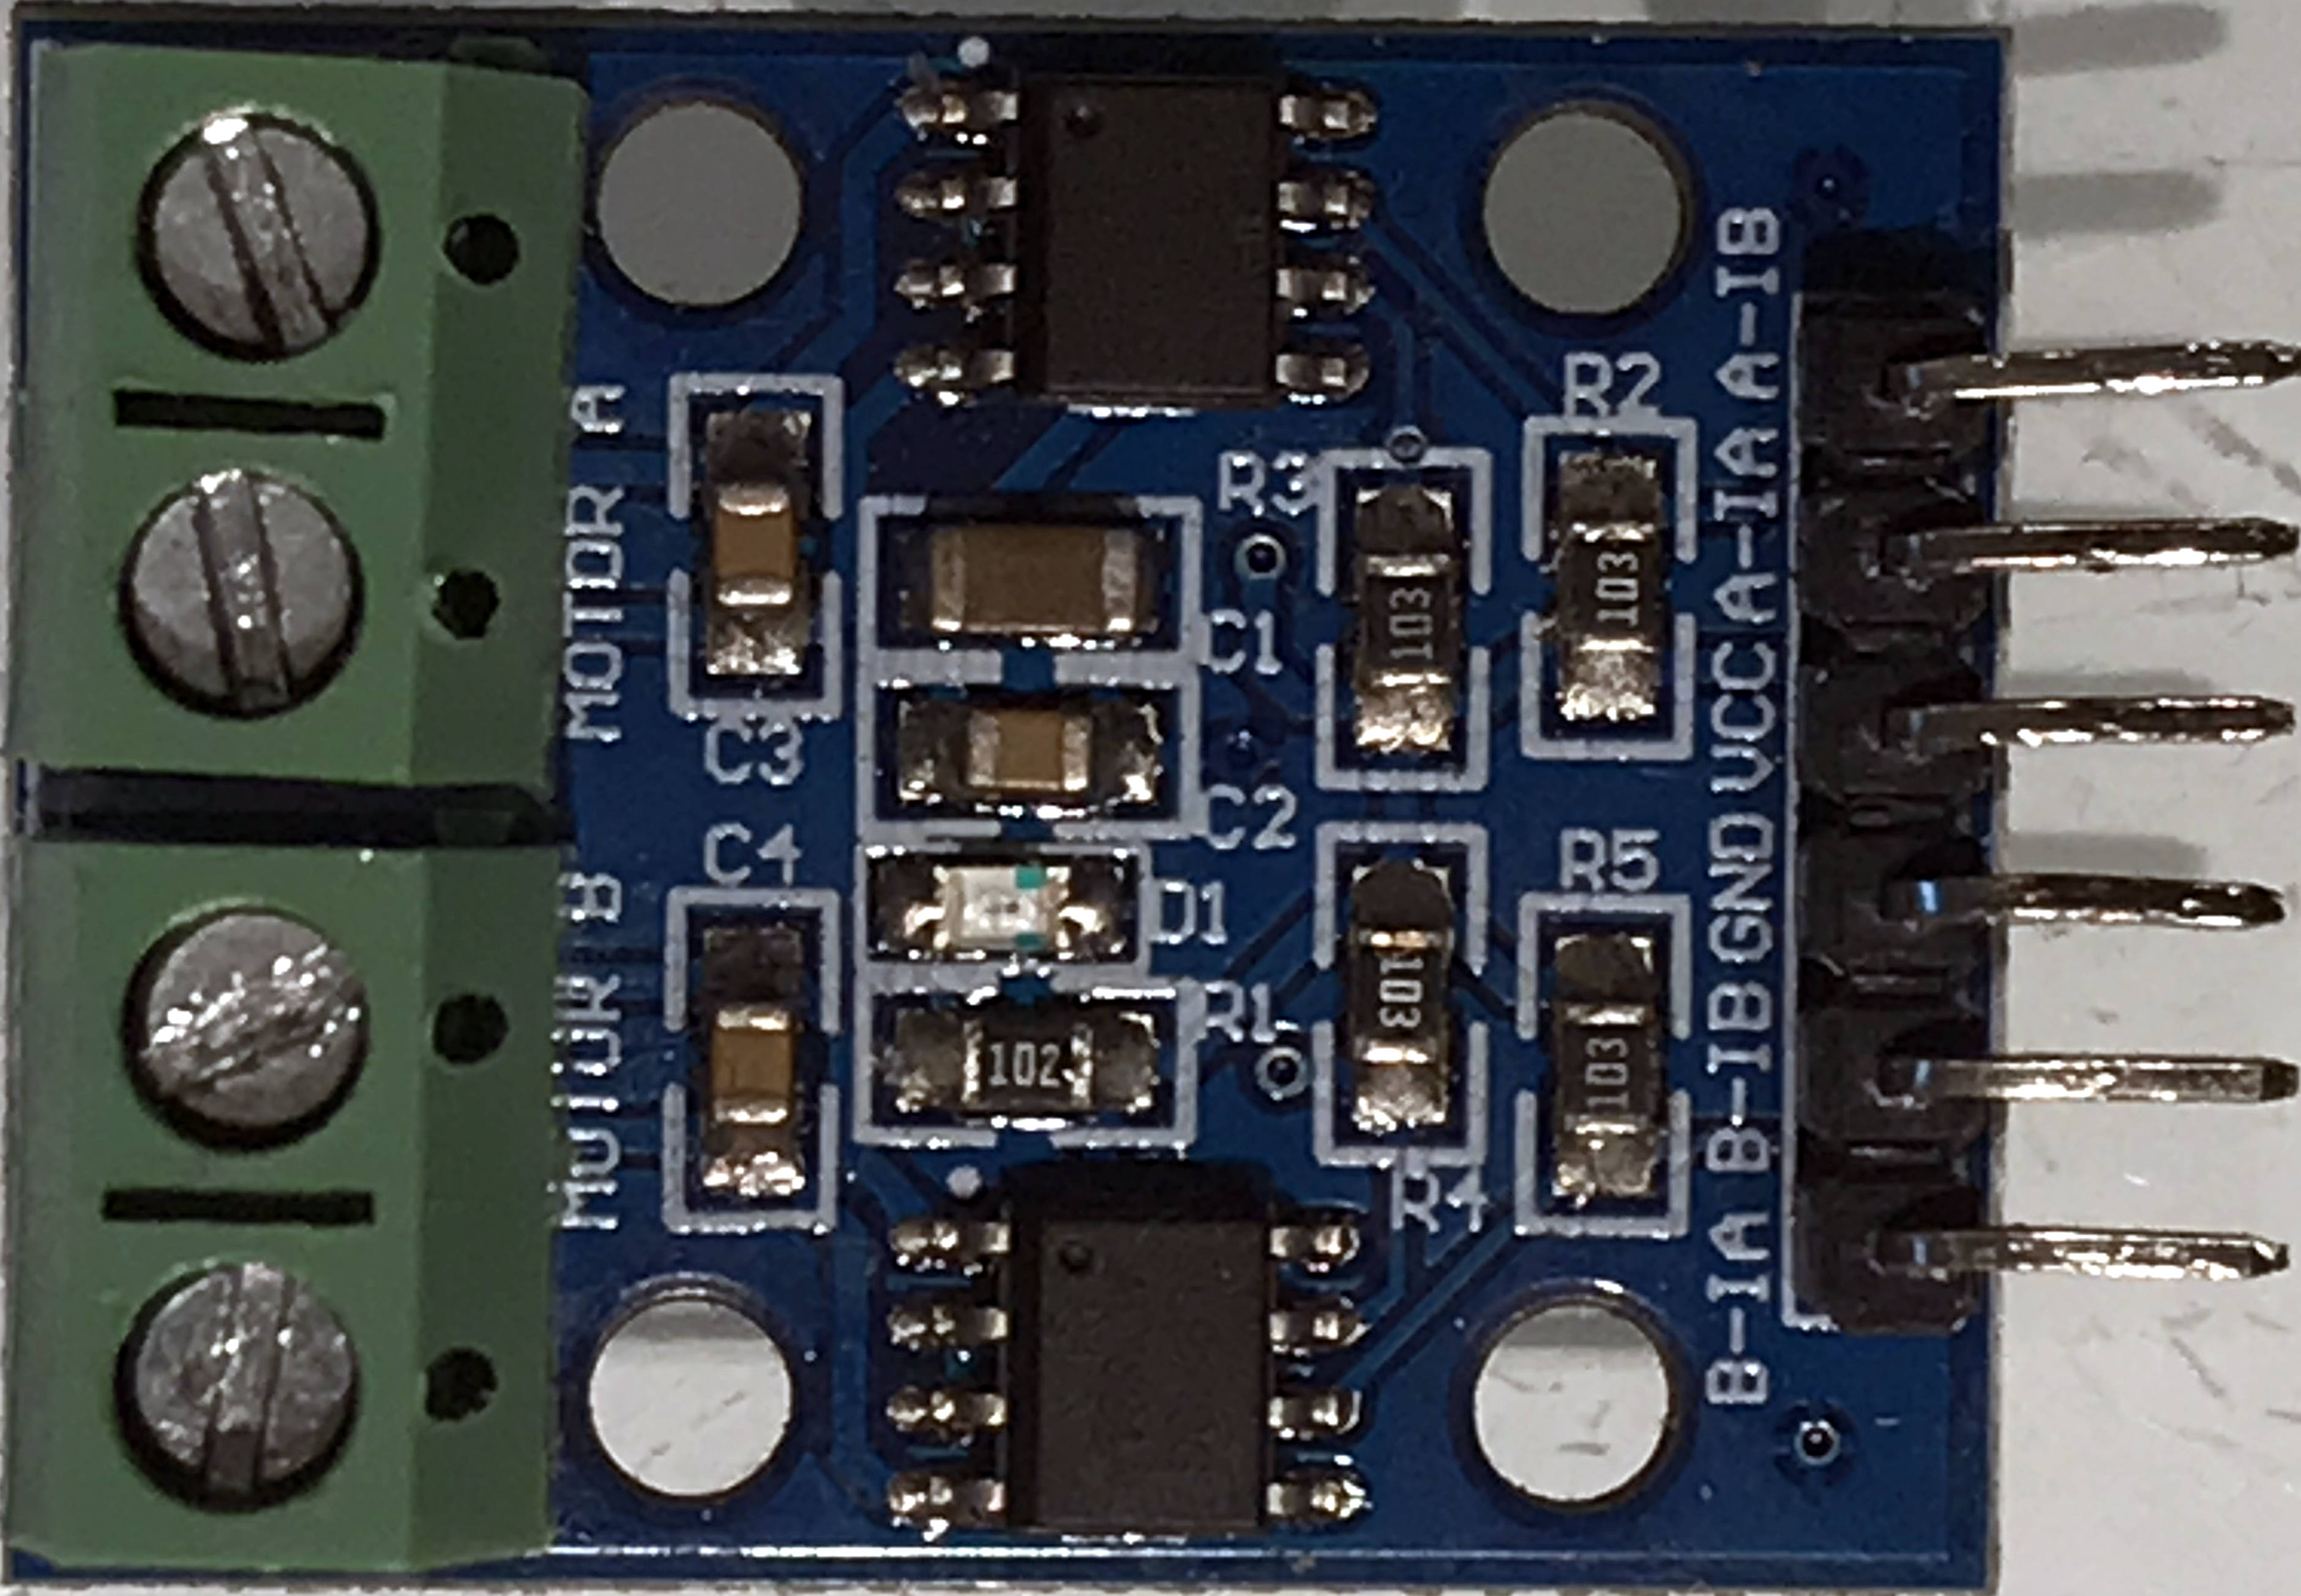 MOTOR A
MOTOR B
C3
C4
C1
C2
D1
R1
102
R3
103
R2
103
103
R4
R5
103
B-IA B-IB GND VCC A-IA A-IB